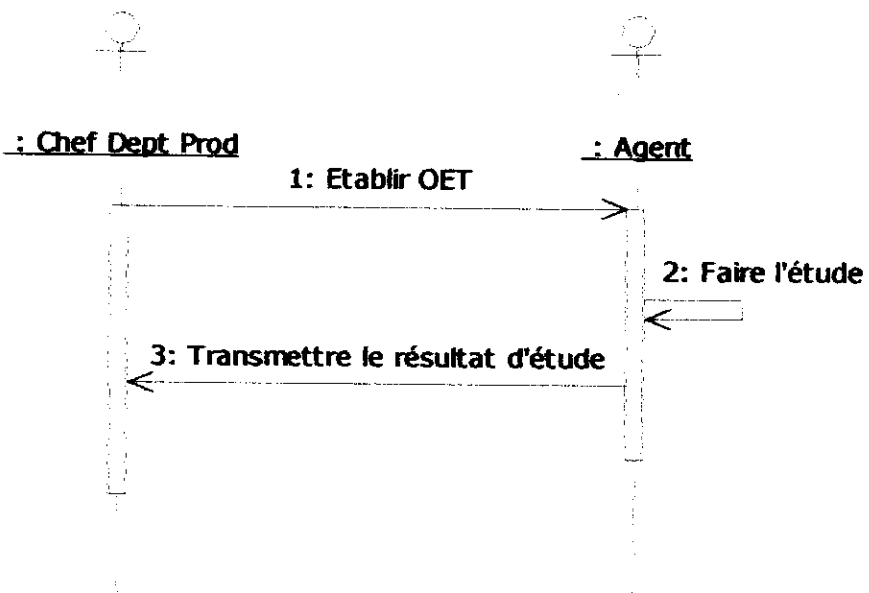 : Chef Dept Prod
: Agent
1: Etablir OET
2: Faire l'étude
3: Transmettre le résultat d'étude